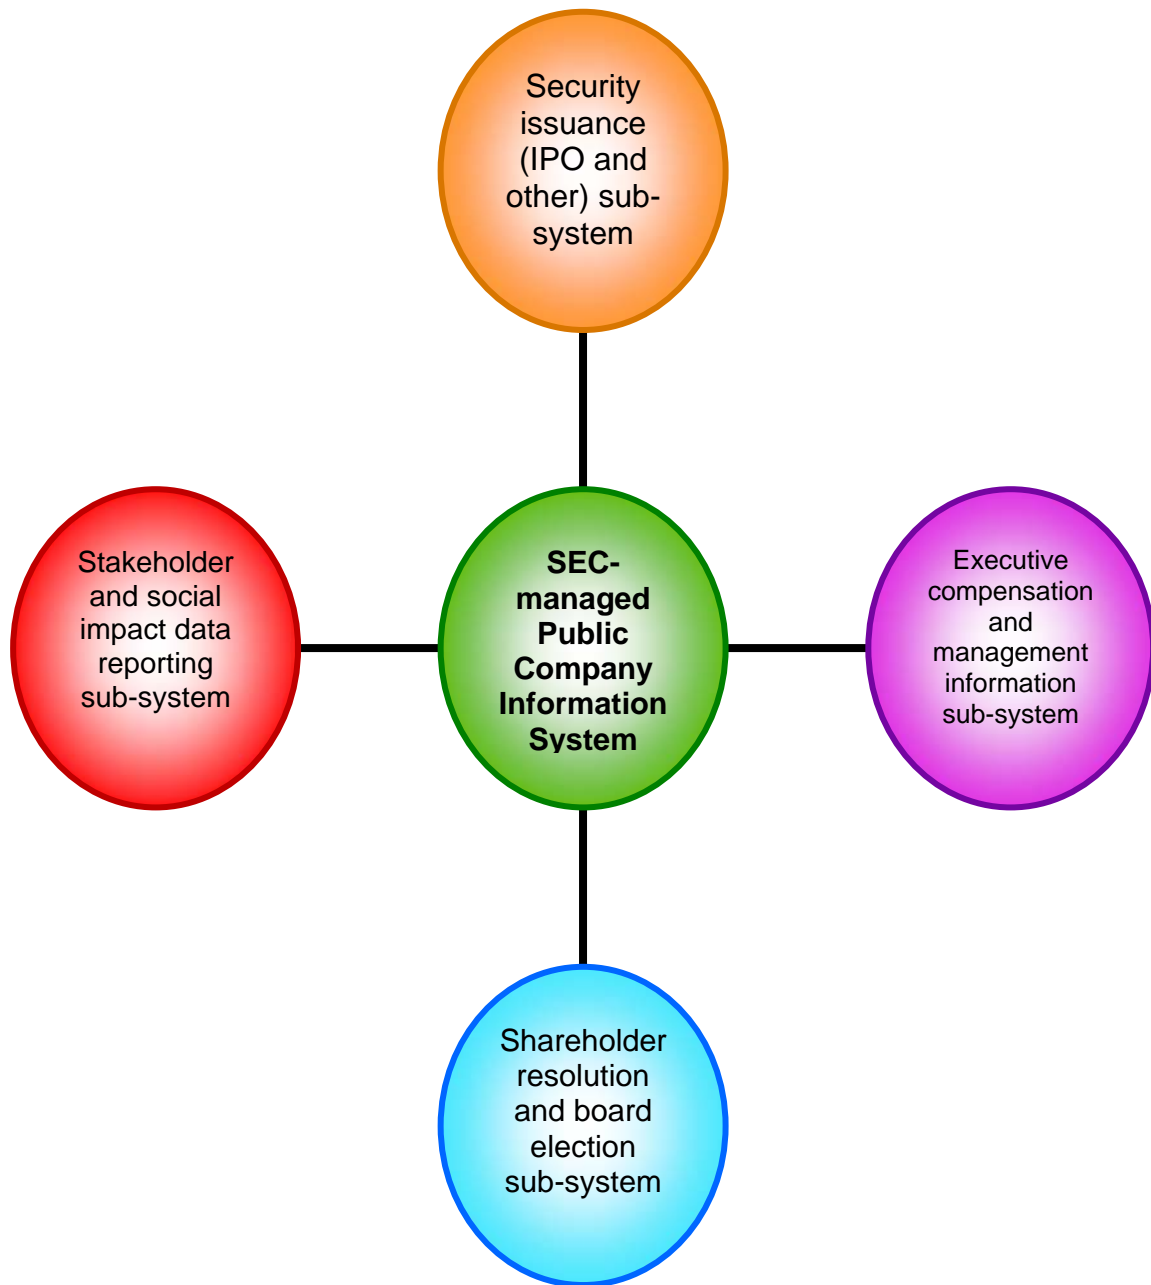 Security
issuance
(IPO and
other) sub-
system
Stakeholder
and social
impact data
reporting
sub-system
SEC-
managed
Public
Company
Information
System
Executive
compensation
and
management
information
sub-system
Shareholder
resolution
and board
election
sub-system